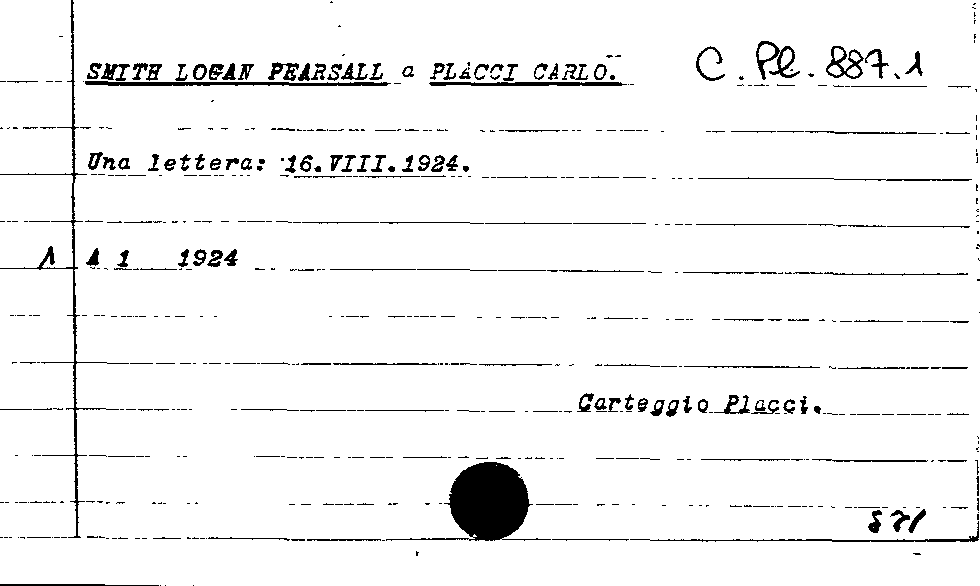 SMITH LOGAN PEARSALL a PLACCI CARLO. C. Pl. 887.1
Una lettera: 16.VIII.1924.
1 A 1 1924
Carteggio Placci.